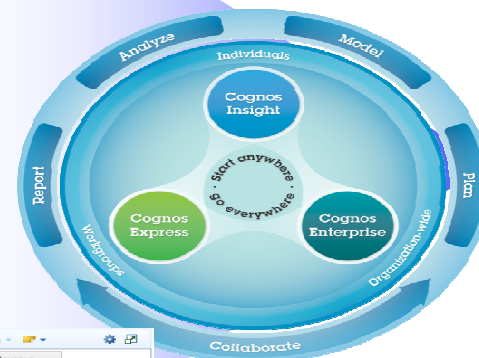 Analyze
Model
Individuals
Cognos
Insight
Report
Start anywhere
Plan
go everywhere
Cognos
Express
Cognos
Enterprise
Workgroups
Organization-wide
Collaborate